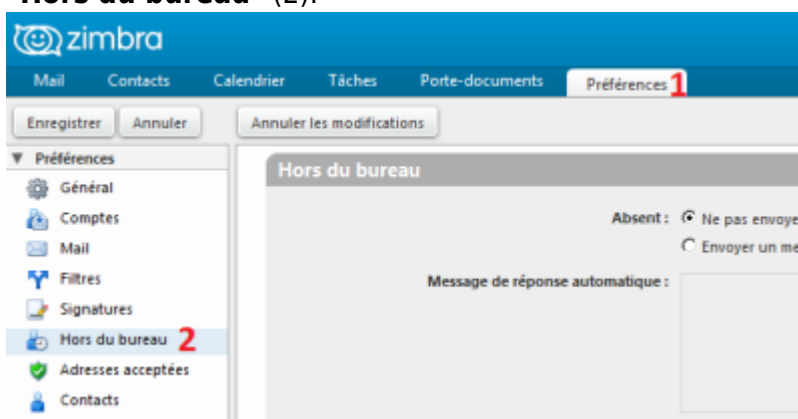 "Hors du bureau" (2).
zimbra
Mail Contacts Calendrier Tâches Porte-documents Préférences 1
Enregistrer Annuler Annuler les modifications
Préférences
Général
Comptes
Mail
Filtres
Signatures
Hors du bureau 2
Adresses acceptées
Contacts
Hors du bureau
Absent : Ne pas envoye
Envoyer un me
Message de réponse automatique :